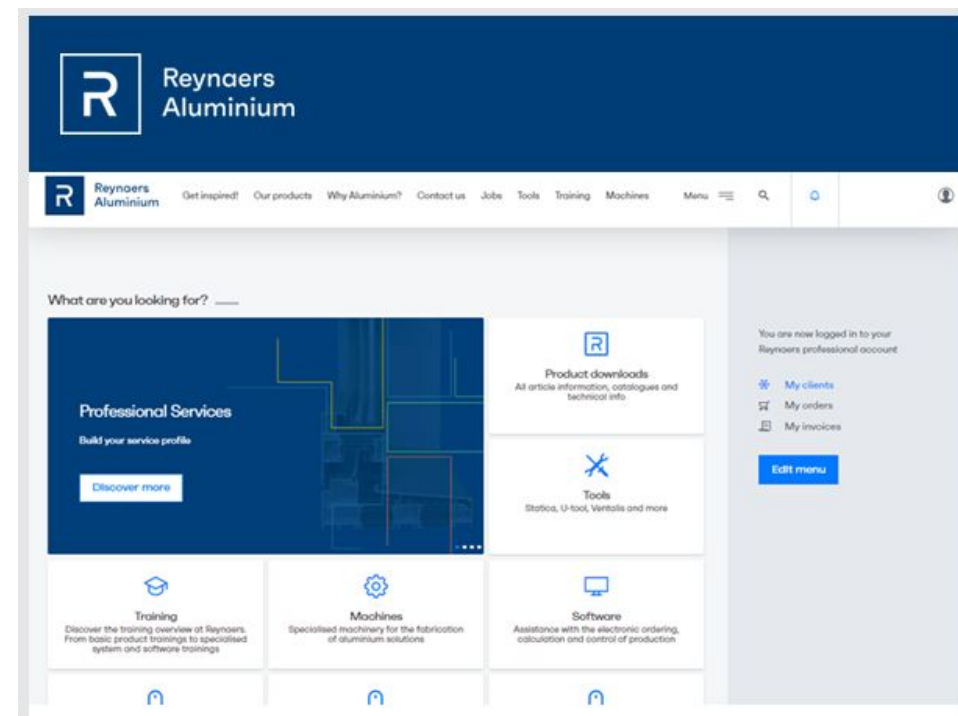 Reynaers
Aluminium
Reynaers
Aluminium
Get inspired! Our products Why Aluminium? Contact us Jobs Tools Training Machines Menu
What are you looking for?
Professional Services
Build your service profile
Discover more
Product downloads
All article information, catalogues and
technical info
Tools
Statica, U-tool, Ventalis and more
You are now logged in to your
Reynaers professional account
My clients
My orders
My invoices
Edit menu
Training
Discover the training overview at Reynaers.
From basic product trainings to specialised
system and software trainings
Machines
Specialised machinery for the fabrication
of aluminium solutions
Software
Assistance with the electronic ordering,
calculation and control of production